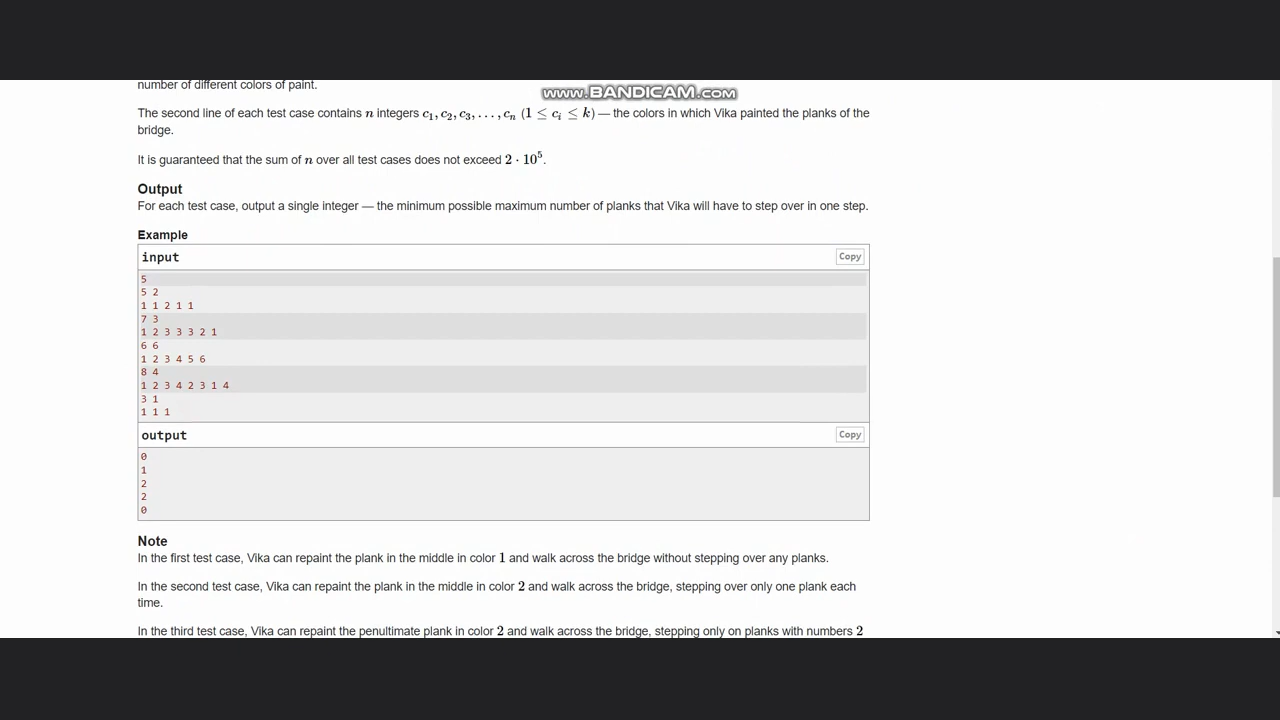 number of different colors of paint.
www.BANDICAM.com
The second line of each test case contains n integers c1, c2, c3, ..., cn (1 ≤ ci ≤ k) — the colors in which Vika painted the planks of the
bridge.
It is guaranteed that the sum of n over all test cases does not exceed 2 · 10^5.
Output
For each test case, output a single integer — the minimum possible maximum number of planks that Vika will have to step over in one step.
Example
input
Copy
5
5 2
1 1 2 1 1
7 3
1 2 3 3 3 2 1
6 6
1 2 3 4 5 6
8 4
1 2 3 4 2 3 1 4
3 1
1 1 1
output
Copy
0
1
2
2
0
Note
In the first test case, Vika can repaint the plank in the middle in color 1 and walk across the bridge without stepping over any planks.
In the second test case, Vika can repaint the plank in the middle in color 2 and walk across the bridge, stepping over only one plank each
time.
In the third test case, Vika can repaint the penultimate plank in color 2 and walk across the bridge, stepping only on planks with numbers 2